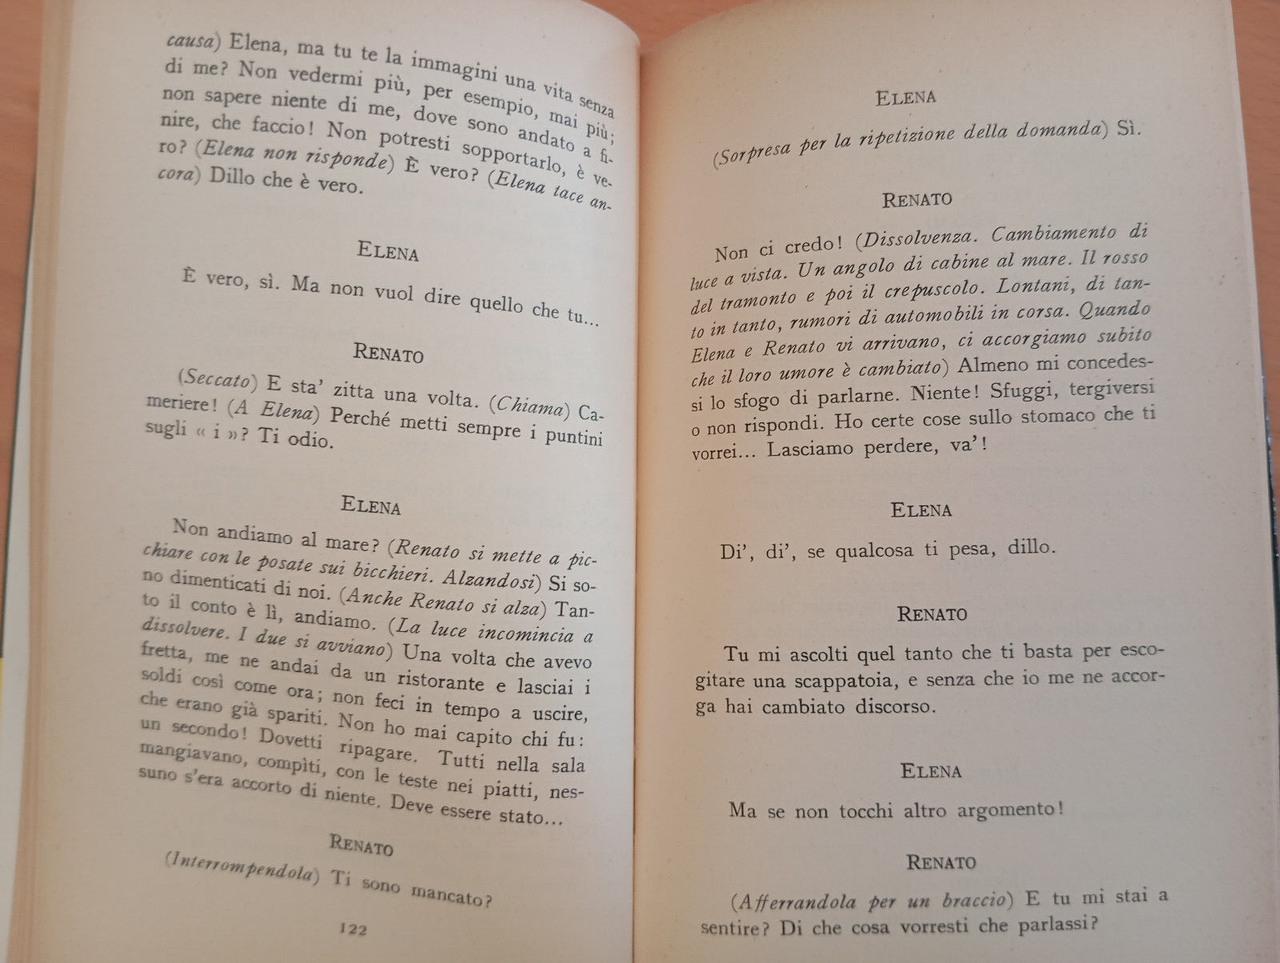 causa) Elena, ma tu te la immagini una vita senza
di me? Non vedermi più, per esempio, mai più;
non sapere niente di me, dove sono andato a fi-
nire, che faccio! Non potresti sopportarlo, è ve-
ro? (Elena non risponde) È vero? (Elena tace an-
cora) Dillo che è vero.
ELENA
È vero, sì. Ma non vuol dire quello che tu...
RENATO
(Seccato) E sta' zitta una volta. (Chiama) Ca-
meriere! (A Elena) Perché metti sempre i puntini
sugli « i »? Ti odio.
ELENA
Non andiamo al mare? (Renato si mette a pic-
chiare con le posate sui bicchieri. Alzandosi) Si so-
no dimenticati di noi. (Anche Renato si alza) Tan-
to il conto è lì, andiamo. (La luce incomincia a
dissolvere. I due si avviano) Una volta che avevo
fretta, me ne andai da un ristorante e lasciai i
soldi così come ora; non feci in tempo a uscire,
che erano già spariti. Non ho mai capito chi fu:
un secondo! Dovetti ripagare. Tutti nella sala
mangiavano, compìti, con le teste nei piatti, nes-
suno s'era accorto di niente. Deve essere stato...
RENATO
(Interrompendola) Ti sono mancato?
122
ELENA
(Sorpresa per la ripetizione della domanda) Sì.
RENATO
Non ci credo! (Dissolvenza. Cambiamento di
luce a vista. Un angolo di cabine al mare. Il rosso
del tramonto e poi il crepuscolo. Lontani, di tan-
to in tanto, rumori di automobili in corsa. Quando
Elena e Renato vi arrivano, ci accorgiamo subito
che il loro umore è cambiato) Almeno mi concedes-
si lo sfogo di parlarne. Niente! Sfuggi, tergiversi
o non rispondi. Ho certe cose sullo stomaco che ti
vorrei... Lasciamo perdere, va'!
ELENA
Di', di', se qualcosa ti pesa, dillo.
RENATO
Tu mi ascolti quel tanto che ti basta per esco-
gitare una scappatoia, e senza che io me ne accor-
ga hai cambiato discorso.
ELENA
Ma se non tocchi altro argomento!
RENATO
(Afferrandola per un braccio) E tu mi stai a
sentire? Di che cosa vorresti che parlassi?